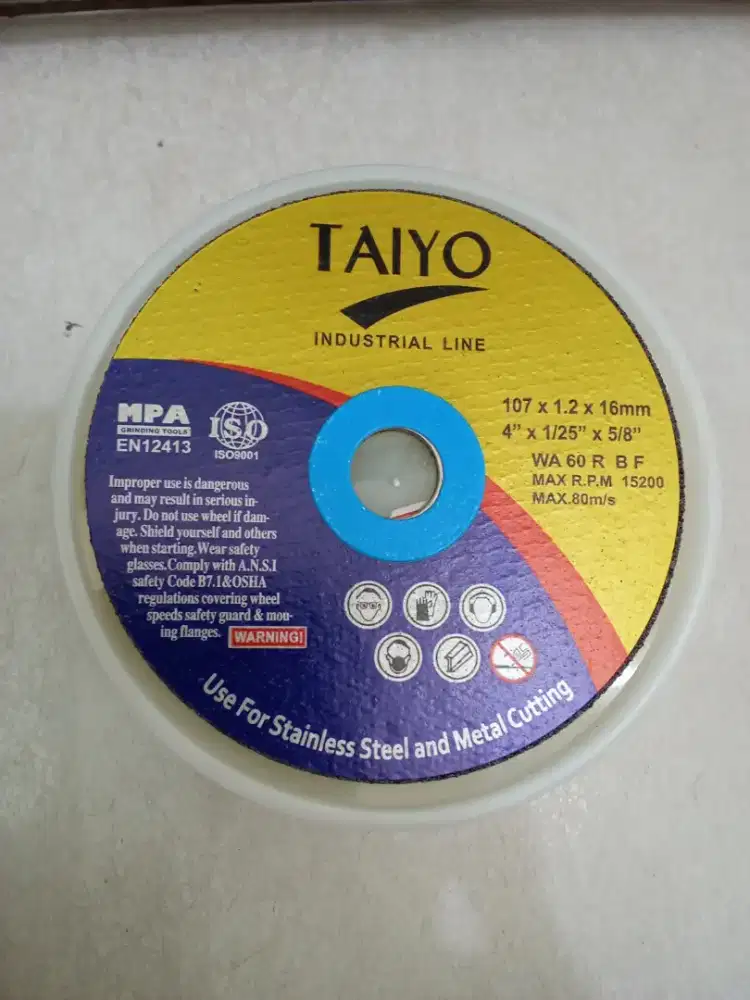 TAIYO
INDUSTRIAL LINE
107 x 1.2 x 16mm
4” x 1/25” x 5/8”
WA 60 R B F
MAX R.P.M 15200
MAX.80m/s
MPA
GRINDING TOOLS
EN12413
ISO
ISO9001
Improper use is dangerous
and may result in serious in-
jury. Do not use wheel if dam-
age. Shield yourself and others
when starting.Wear safety
glasses.Comply with A.N.S.I
safety Code B7.1&OSHA
regulations covering wheel
speeds safety guard & mou-
ing flanges. WARNING!
Use For Stainless Steel and Metal Cutting